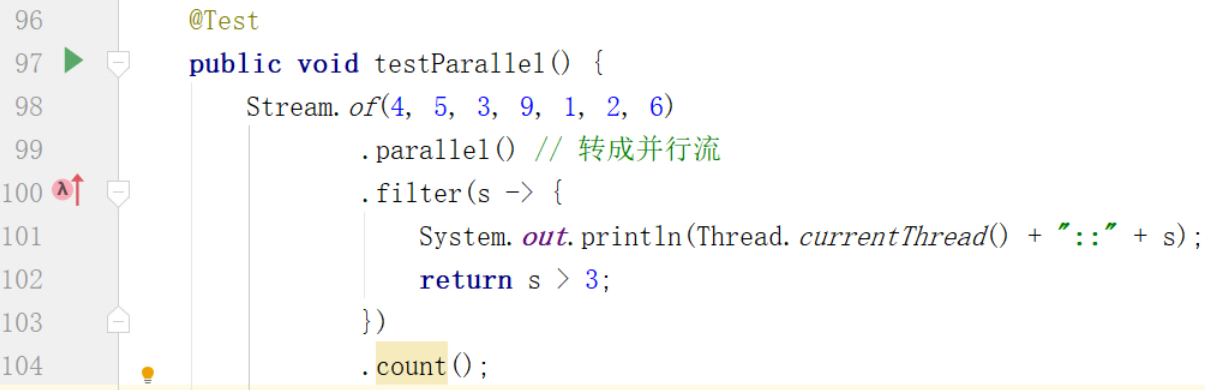 96 @Test
97 public void testParallel() {
98 Stream.of(4, 5, 3, 9, 1, 2, 6)
99 .parallel() // 转成并行流
100 λ .filter(s -> {
101 System.out.println(Thread.currentThread() + "::" + s);
102 return s > 3;
103 })
104 .count();